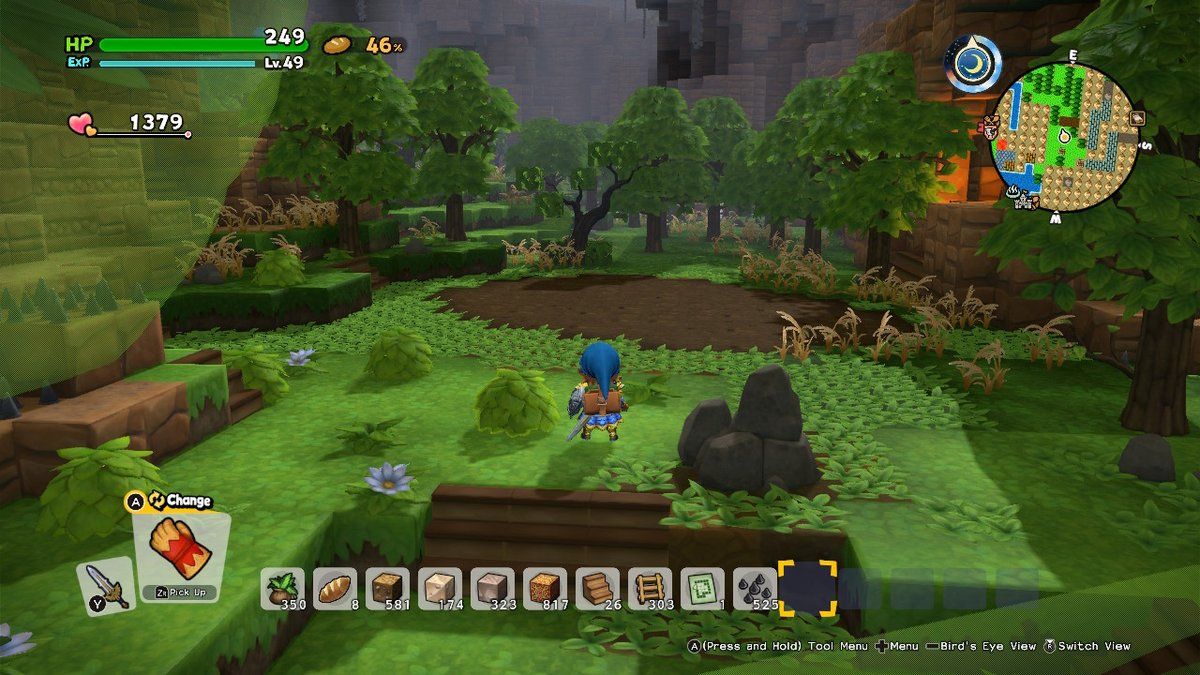 HP 249 46%
EXP. Lv.49
1379
E
S
W
A Change
ZR Pick Up
Y
350 8 581 174 323 817 26 303 1 525
A (Press and Hold) Tool Menu Menu Bird's Eye View R Switch View